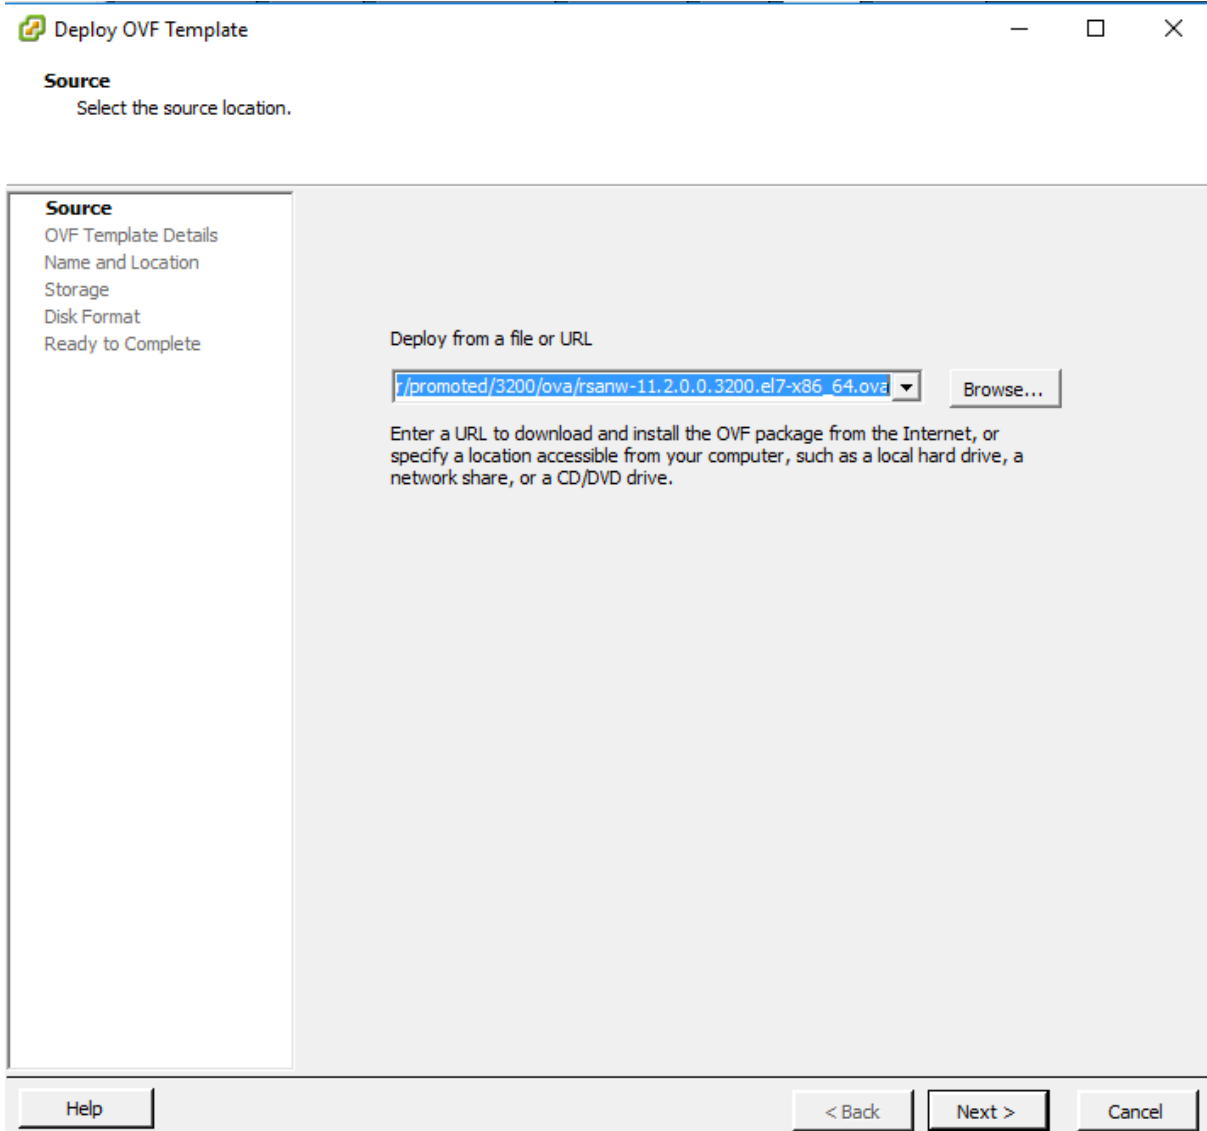 Deploy OVF Template
Source
Select the source location.
Source
OVF Template Details
Name and Location
Storage
Disk Format
Ready to Complete
Deploy from a file or URL
r/promoted/3200/ova/rsanw-11.2.0.0.3200.el7-x86_64.ova
Browse...
Enter a URL to download and install the OVF package from the Internet, or
specify a location accessible from your computer, such as a local hard drive, a
network share, or a CD/DVD drive.
Help
< Back
Next >
Cancel